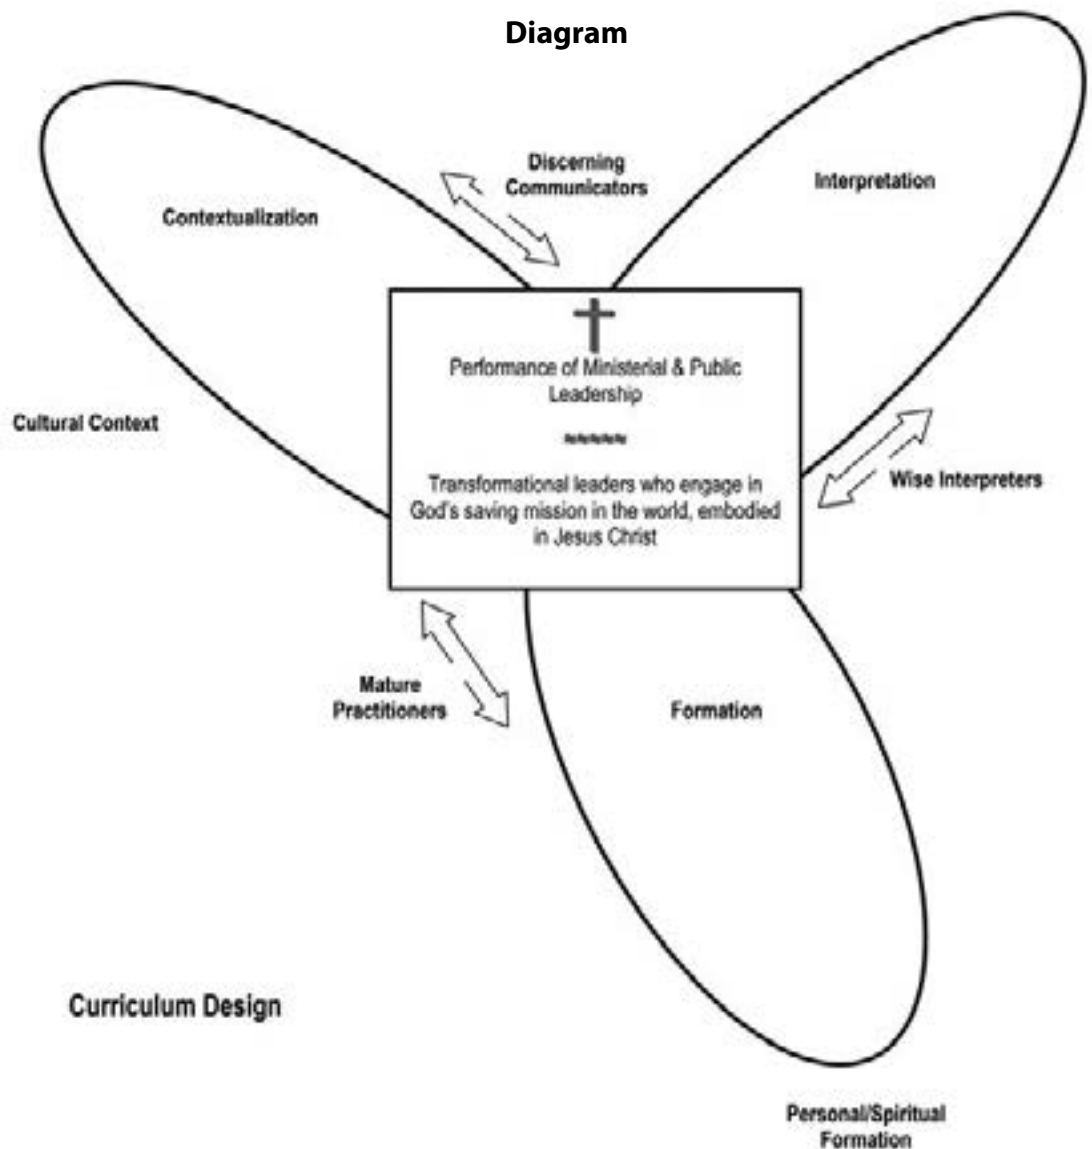 Diagram
Discerning
Communicators
Interpretation
Contextualization
Performance of Ministerial & Public
Leadership
Cultural Context
≈≈≈≈≈≈
Transformational leaders who engage in
God's saving mission in the world, embodied
in Jesus Christ
Wise Interpreters
Mature
Practitioners
Formation
Curriculum Design
Personal/Spiritual
Formation